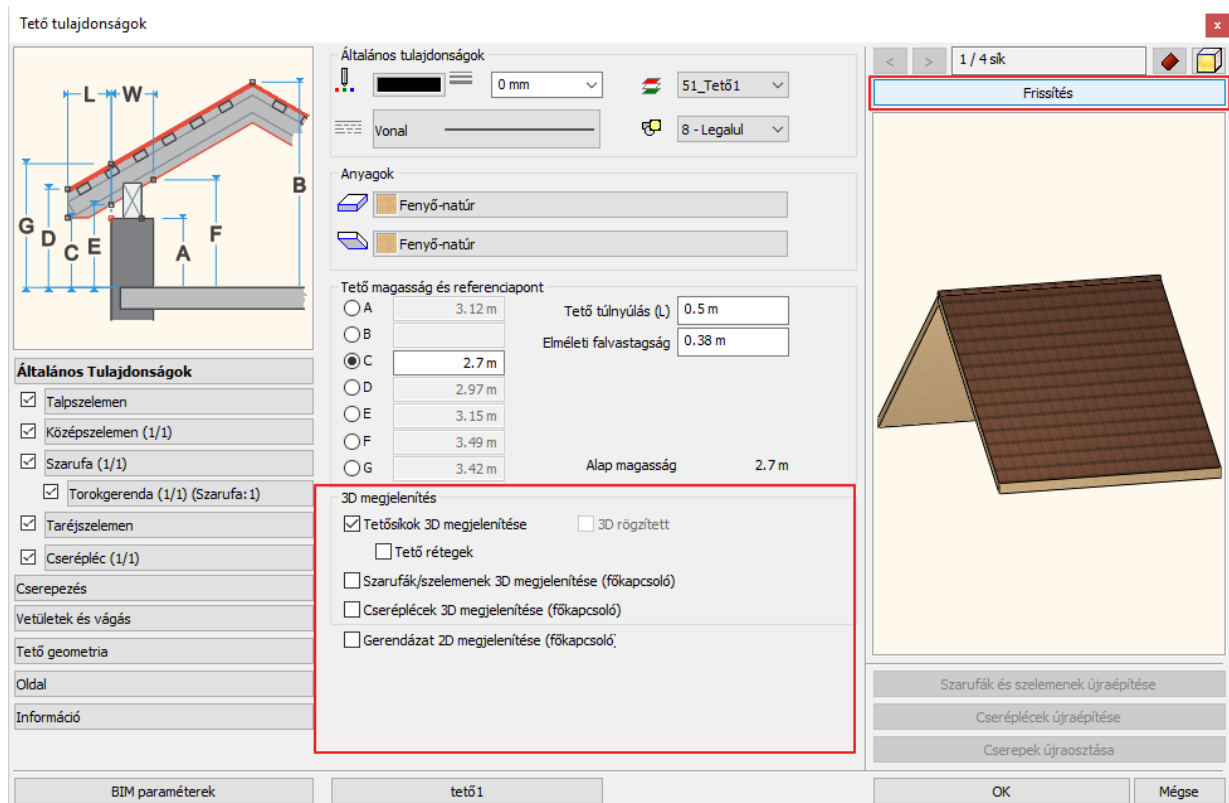 Tető tulajdonságok
x
L W
B
G D C E A F
Általános Tulajdonságok
Talpszelemen
Középszelemen (1/1)
Szarufa (1/1)
Torokgerenda (1/1) (Szarufa:1)
Taréjszelemen
Cserépléc (1/1)
Cserepezés
Vetületek és vágás
Tető geometria
Oldal
Információ
Általános tulajdonságok
0 mm
51_Tető1
Vonal
8 - Legalul
Anyagok
Fenyő-natúr
Fenyő-natúr
Tető magasság és referenciapont
A 3.12 m Tető túlnyúlás (L) 0.5 m
B Elméleti falvastagság 0.38 m
C 2.7 m
D 2.97 m
E 3.15 m
F 3.49 m
G 3.42 m Alap magasság 2.7 m
3D megjelenítés
Tetősíkok 3D megjelenítése 3D rögzített
Tető rétegek
Szarufák/szelemenek 3D megjelenítése (főkapcsoló)
Cseréplécek 3D megjelenítése (főkapcsoló)
Gerendázat 2D megjelenítése (főkapcsoló)
< > 1 / 4 sík
Frissítés
Szarufák és szelemenek újraépítése
Cseréplécek újraépítése
Cserepek újraosztása
BIM paraméterek tető1 OK Mégse